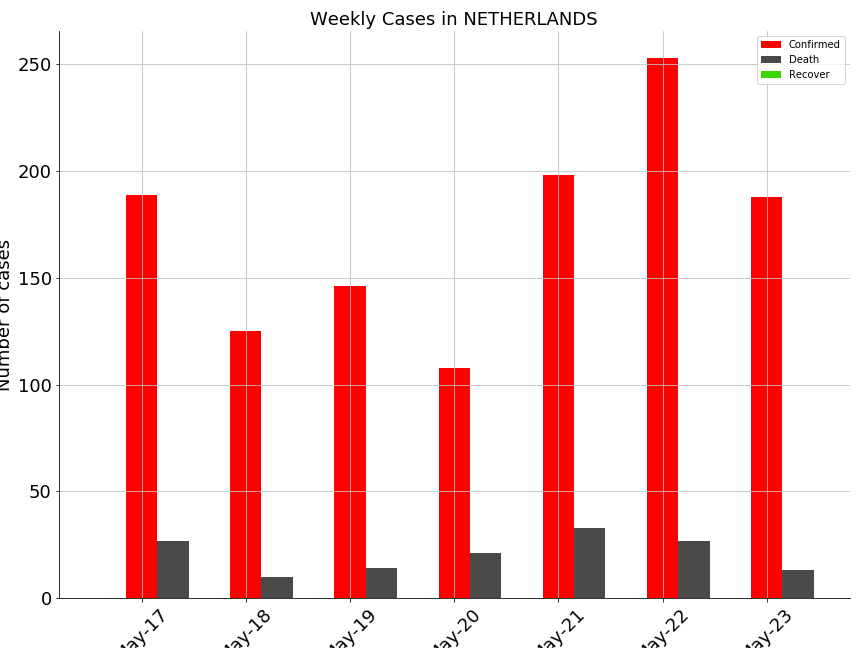 Weekly Cases in NETHERLANDS
Confirmed
Death
Recover
Number of cases
250
200
150
100
50
0
May-17
May-18
May-19
May-20
May-21
May-22
May-23